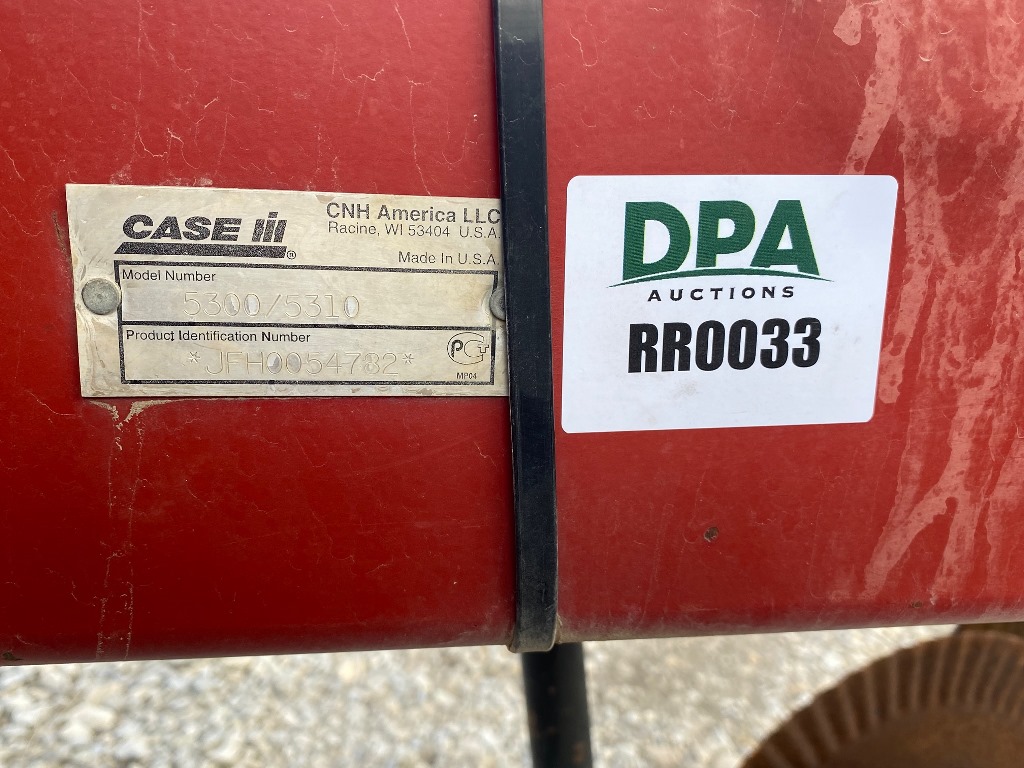 CASE IH®
CNH America LLC
Racine, WI 53404 U.S.A.
Made In U.S.A.
Model Number
5300/5310
Product Identification Number
*JFH0054782*
PCT
MP04
DPA
AUCTIONS
RR0033